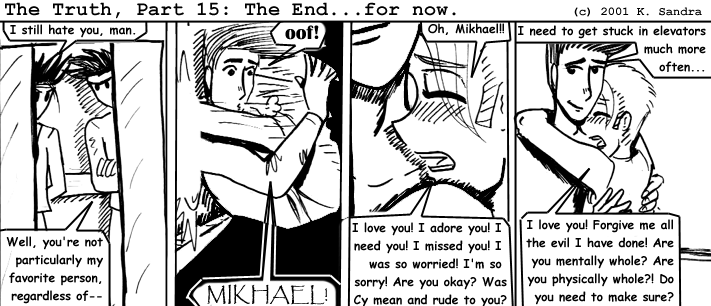 The Truth, Part 15: The End...for now.
(c) 2001 K. Sandra
I still hate you, man.
Well, you're not
particularly my
favorite person,
regardless of--
oof!
MIKHAEL!
Oh, Mikhael!!
I love you! I adore you! I
need you! I missed you! I
was so worried! I'm so
sorry! Are you okay? Was
Cy mean and rude to you?
I need to get stuck in elevators
much more
often...
I love you! Forgive me all
the evil I have done! Are
you mentally whole? Are
you physically whole?! Do
you need to make sure?